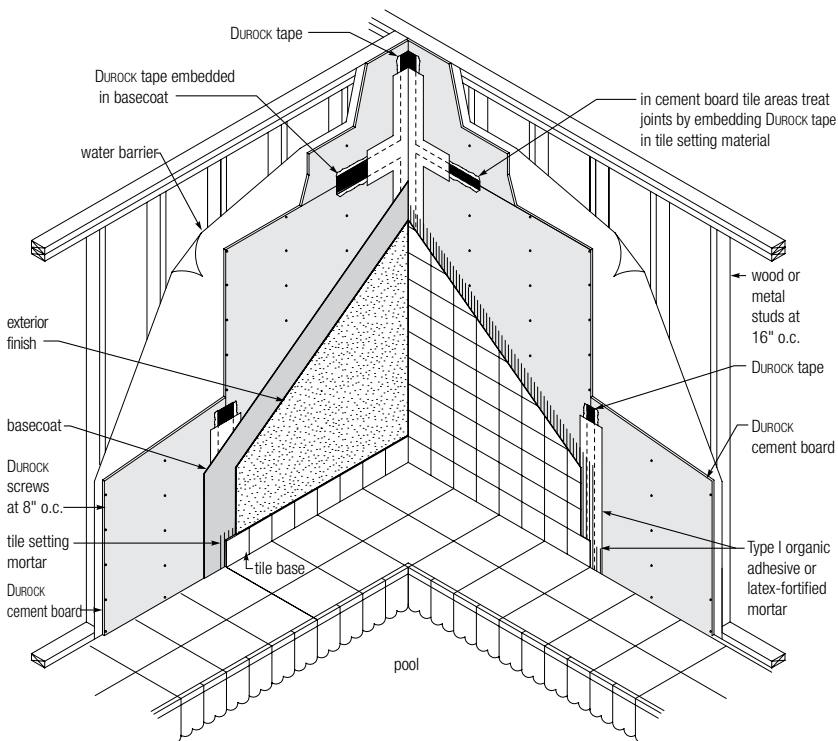 DUROCK tape
DUROCK tape embedded
in basecoat
in cement board tile areas treat
joints by embedding DUROCK tape
in tile setting material
water barrier
wood or
metal
studs at
16" o.c.
exterior
finish
DUROCK tape
basecoat
DUROCK
cement board
DUROCK
screws
at 8" o.c.
tile setting
mortar
tile base
Type I organic
adhesive or
latex-fortified
mortar
DUROCK
cement board
pool